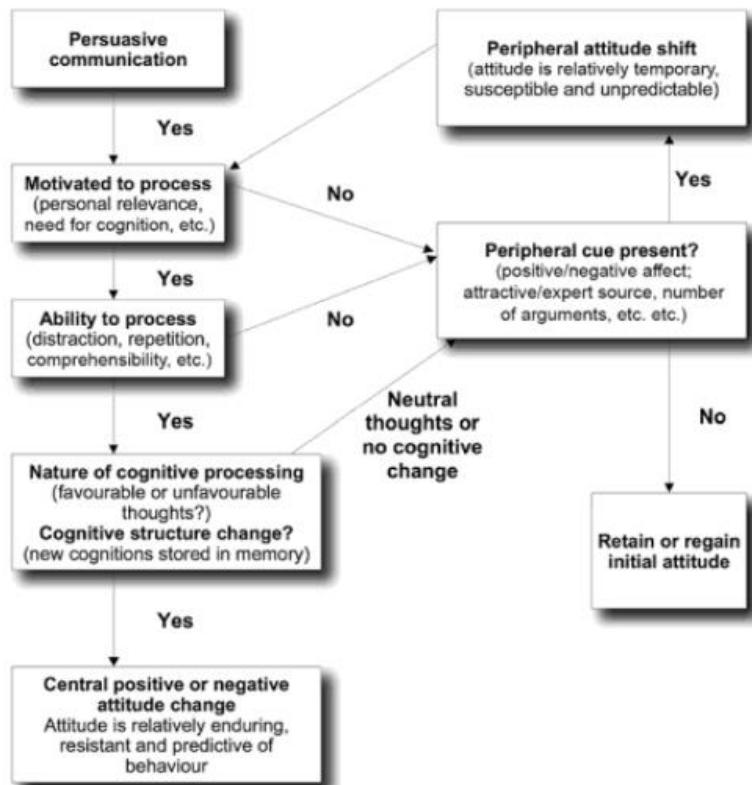 Persuasive
communication
Yes
Motivated to process
(personal relevance,
need for cognition, etc.)
Yes
Ability to process
(distraction, repetition,
comprehensibility, etc.)
Yes
Nature of cognitive processing
(favourable or unfavourable
thoughts?)
Cognitive structure change?
(new cognitions stored in memory)
Yes
Central positive or negative
attitude change
Attitude is relatively enduring,
resistant and predictive of
behaviour
No
No
Neutral
thoughts or
no cognitive
change
Peripheral attitude shift
(attitude is relatively temporary,
susceptible and unpredictable)
Yes
Peripheral cue present?
(positive/negative affect;
attractive/expert source, number
of arguments, etc. etc.)
No
Retain or regain
initial attitude